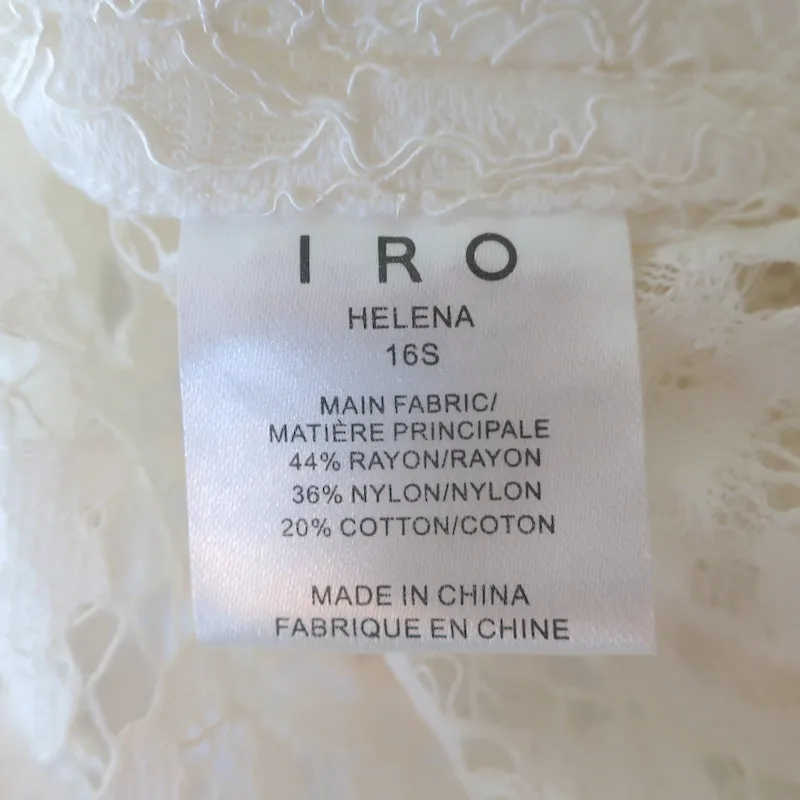 IRO
HELENA
16S
MAIN FABRIC/
MATIÈRE PRINCIPALE
44% RAYON/RAYON
36% NYLON/NYLON
20% COTTON/COTON
MADE IN CHINA
FABRIQUE EN CHINE